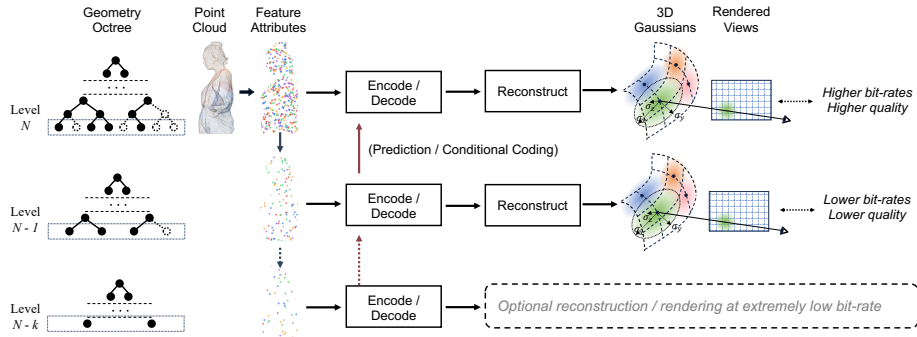 Geometry
Octree
Point
Cloud
Feature
Attributes
3D
Gaussians
Rendered
Views
Level
N
Encode /
Decode
Reconstruct
Higher bit-rates
Higher quality
(Prediction / Conditional Coding)
Level
N - 1
Encode /
Decode
Reconstruct
Lower bit-rates
Lower quality
Level
N - k
Encode /
Decode
Optional reconstruction / rendering at extremely low bit-rate